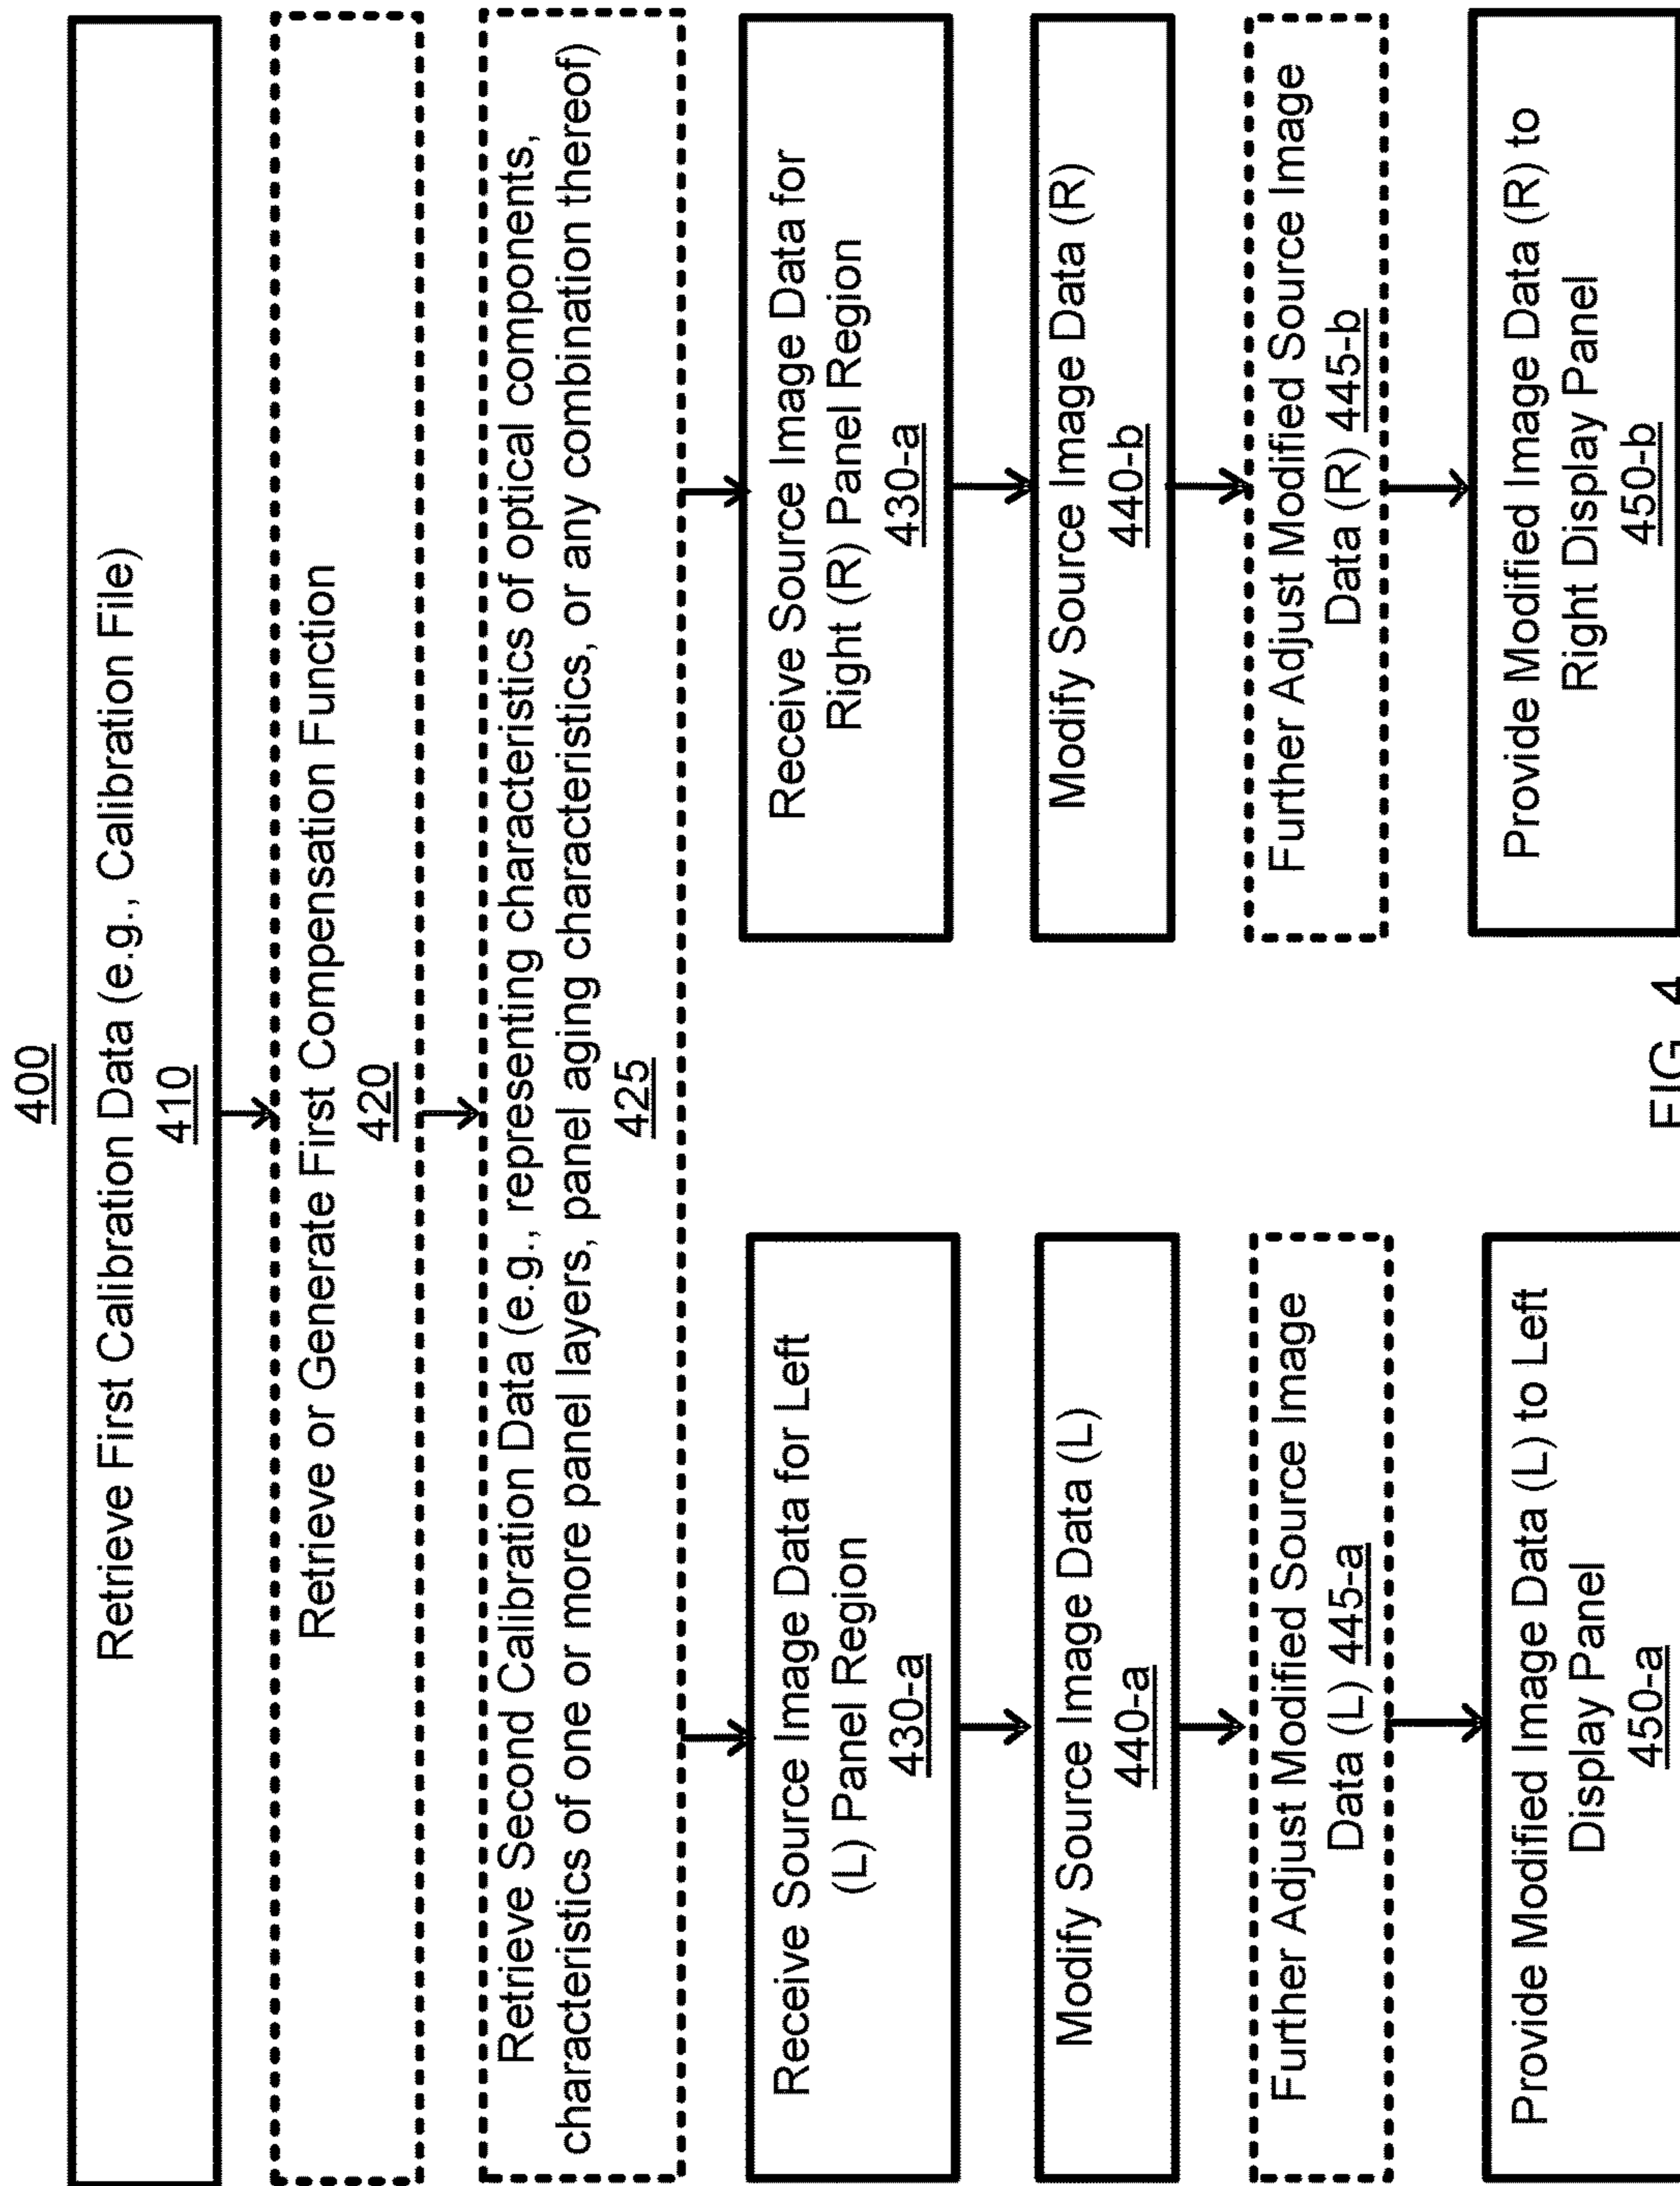 400
Retrieve First Calibration Data (e.g., Calibration File)
410
Retrieve or Generate First Compensation Function
420
Retrieve Second Calibration Data (e.g., representing characteristics of optical components,
characteristics of one or more panel layers, panel aging characteristics, or any combination thereof)
425
Receive Source Image Data for Left
(L) Panel Region
430-a
Modify Source Image Data (L)
440-a
Further Adjust Modified Source Image
Data (L) 445-a
Provide Modified Image Data (L) to Left
Display Panel
450-a
Receive Source Image Data for
Right (R) Panel Region
430-a
Modify Source Image Data (R)
440-b
Further Adjust Modified Source Image
Data (R) 445-b
Provide Modified Image Data (R) to
Right Display Panel
450-b
FIG. 4